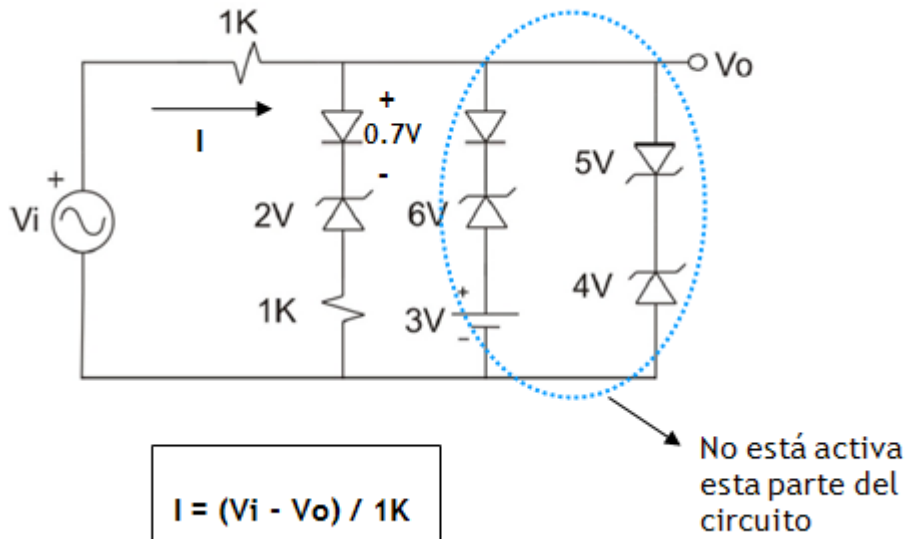 1K
Vo
+
0.7V
-
I
5V
+
Vi
2V
6V
4V
1K
+
3V
-
No está activa
esta parte del
circuito
I = (Vi - Vo) / 1K